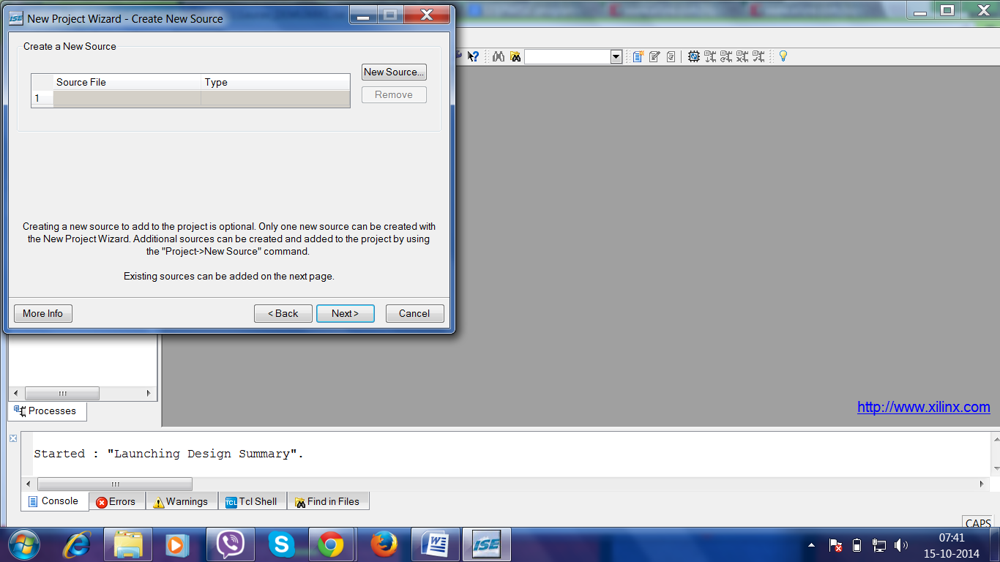 ISE New Project Wizard - Create New Source
Create a New Source
Source File Type
1
New Source...
Remove
Creating a new source to add to the project is optional. Only one new source can be created with
the New Project Wizard. Additional sources can be created and added to the project by using
the "Project->New Source" command.
Existing sources can be added on the next page.
More Info < Back Next > Cancel
Processes
http://www.xilinx.com
Started : "Launching Design Summary".
Console Errors Warnings TCL Tcl Shell Find in Files
CAPS
ISE
07:41
15-10-2014